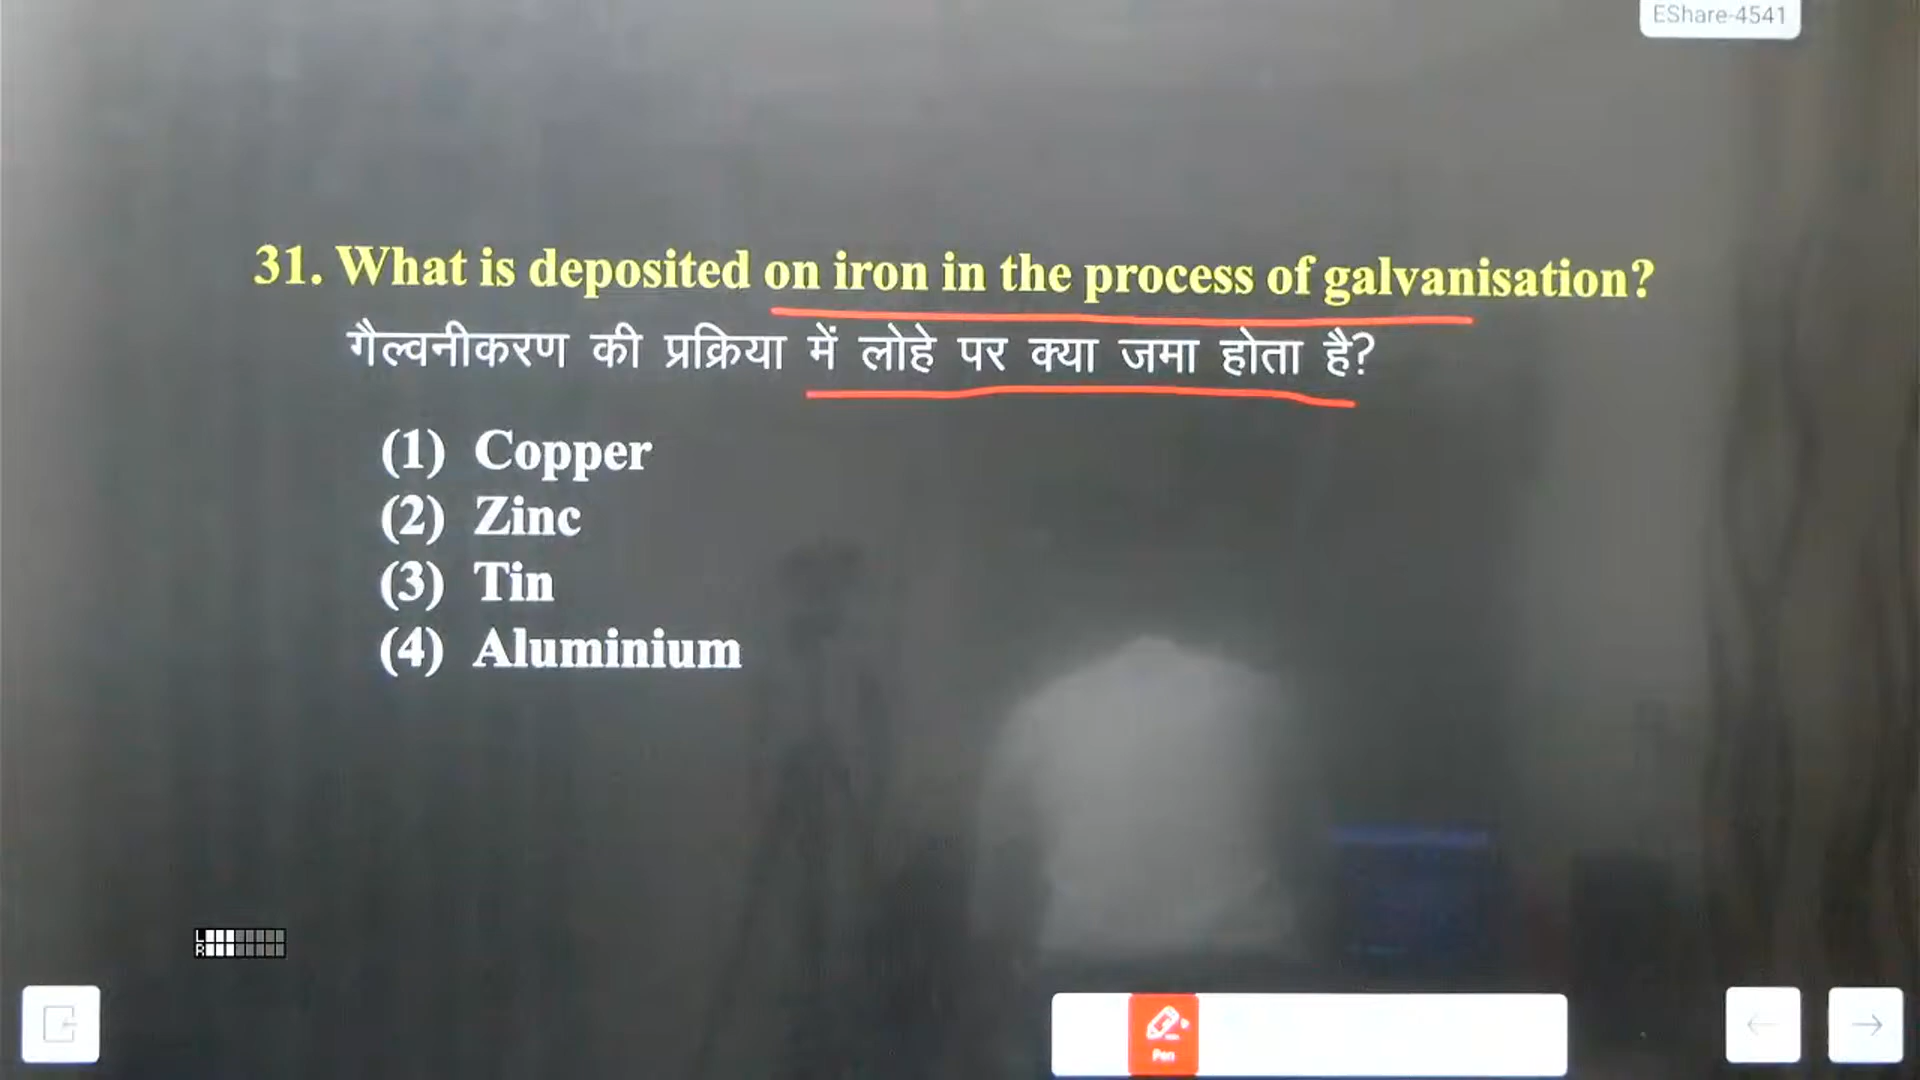 EShare-4541
31. What is deposited on iron in the process of galvanisation?
गैल्वनीकरण की प्रक्रिया में लोहे पर क्या जमा होता है?
(1) Copper
(2) Zinc
(3) Tin
(4) Aluminium
L
R
Pen